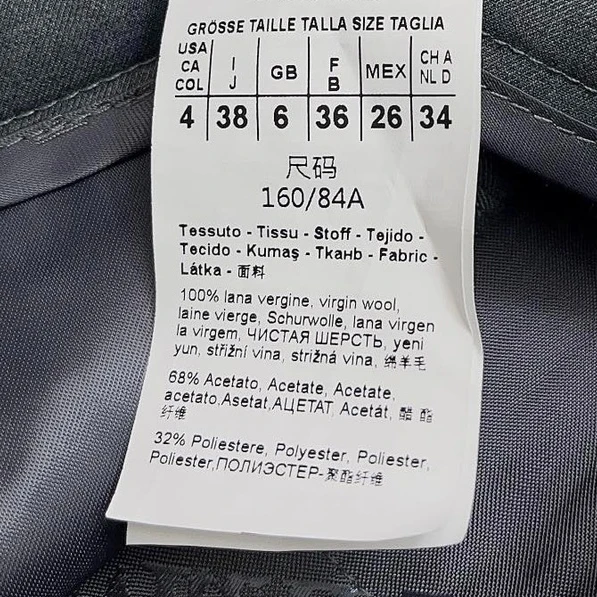 GRÖSSE TAILLE TALLA SIZE TAGLIA
USA CA COL I J GB F B MEX CH A NL D
4 38 6 36 26 34
尺码
160/84A
Tessuto - Tissu - Stoff - Tejido -
Tecido - Kumaş - Ткань - Fabric -
Látka - 面料
100% lana vergine, virgin wool,
laine vierge, Schurwolle, lana virgen
la virgem, ЧИСТАЯ ШЕРСТЬ, yeni
yun, střižní vina, strižná vina, 绵羊毛
68% Acetato, Acetate, Acetate,
acetato,Asetat,АЦЕТАТ, Acetát, 醋 酯
纤维
32% Poliestere, Polyester, Poliester,
Poliester,ПОЛИЭСТЕР-聚酯纤维